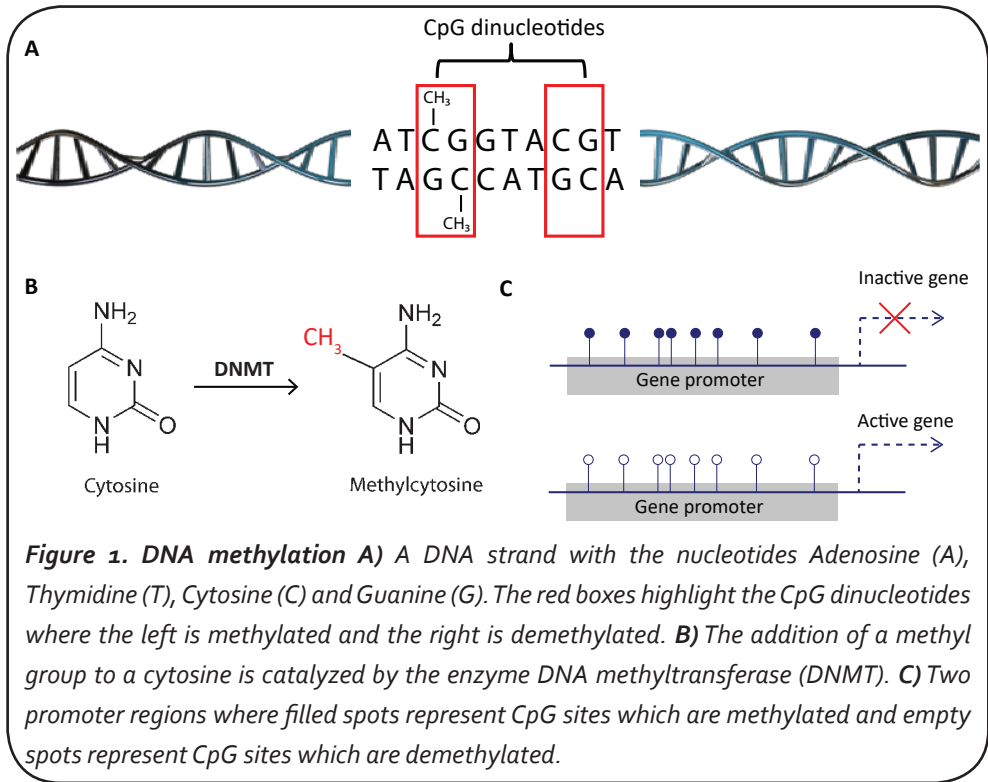 A
CpG dinucleotides
CH3
A T C G G T A C G T
T A G C C A T G C A
CH3
B
NH2
N
N
H
O
Cytosine
DNMT
CH3
NH2
N
N
H
O
Methylcytosine
C
Inactive gene
Gene promoter
Active gene
Gene promoter
Figure 1. DNA methylation A) A DNA strand with the nucleotides Adenosine (A),
Thymidine (T), Cytosine (C) and Guanine (G). The red boxes highlight the CpG dinucleotides
where the left is methylated and the right is demethylated. B) The addition of a methyl
group to a cytosine is catalyzed by the enzyme DNA methyltransferase (DNMT). C) Two
promoter regions where filled spots represent CpG sites which are methylated and empty
spots represent CpG sites which are demethylated.